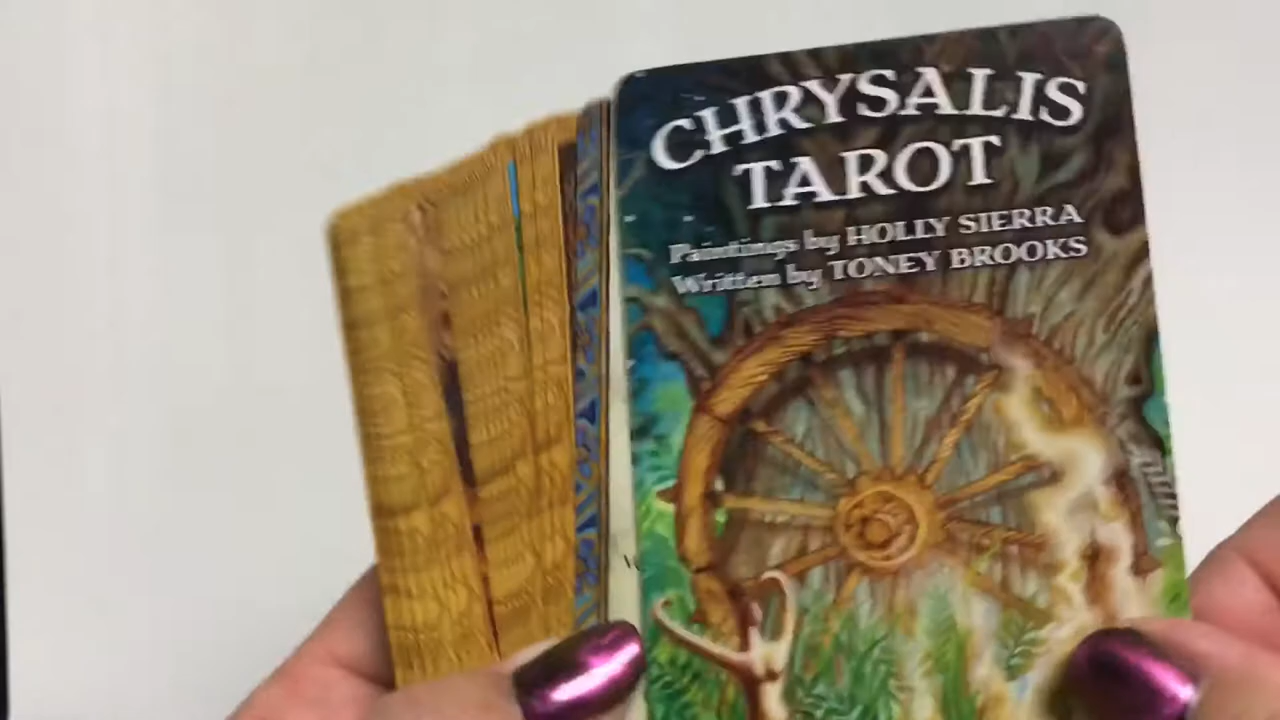 CHRYSALIS
TAROT
Paintings by HOLLY SIERRA
Written by TONEY BROOKS